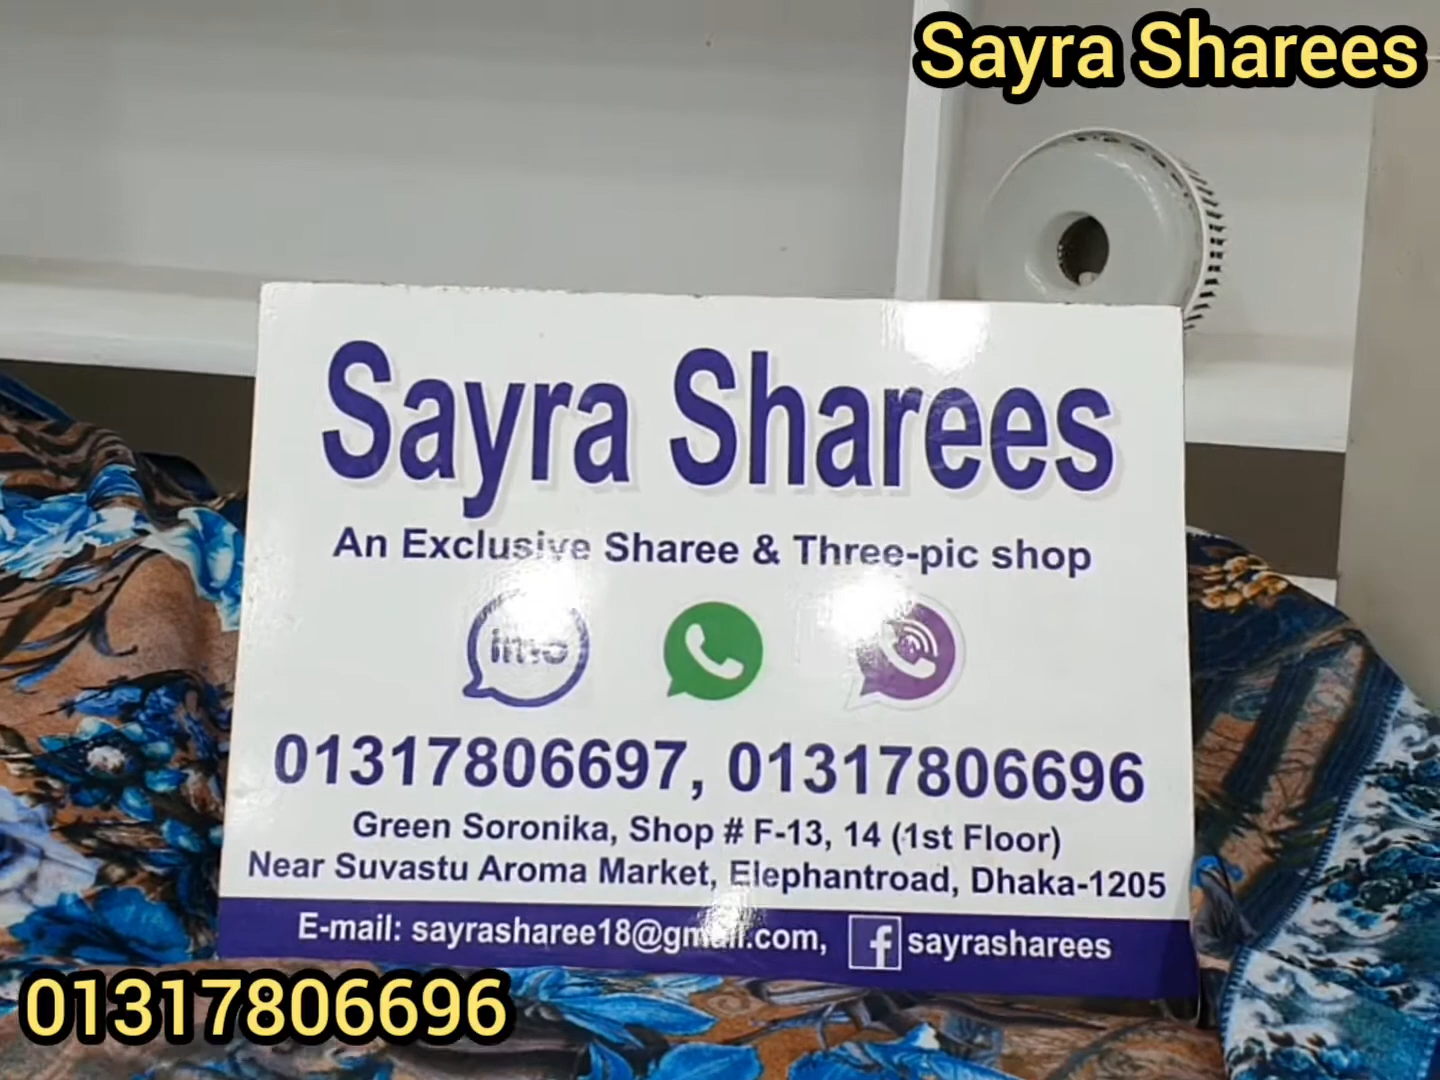 Sayra Sharees
Sayra Sharees
An Exclusive Sharee & Three-pic shop
imo
01317806697, 01317806696
Green Soronika, Shop # F-13, 14 (1st Floor)
Near Suvastu Aroma Market, Elephantroad, Dhaka-1205
E-mail: sayrasharee18@gmail.com, f sayrasharees
01317806696